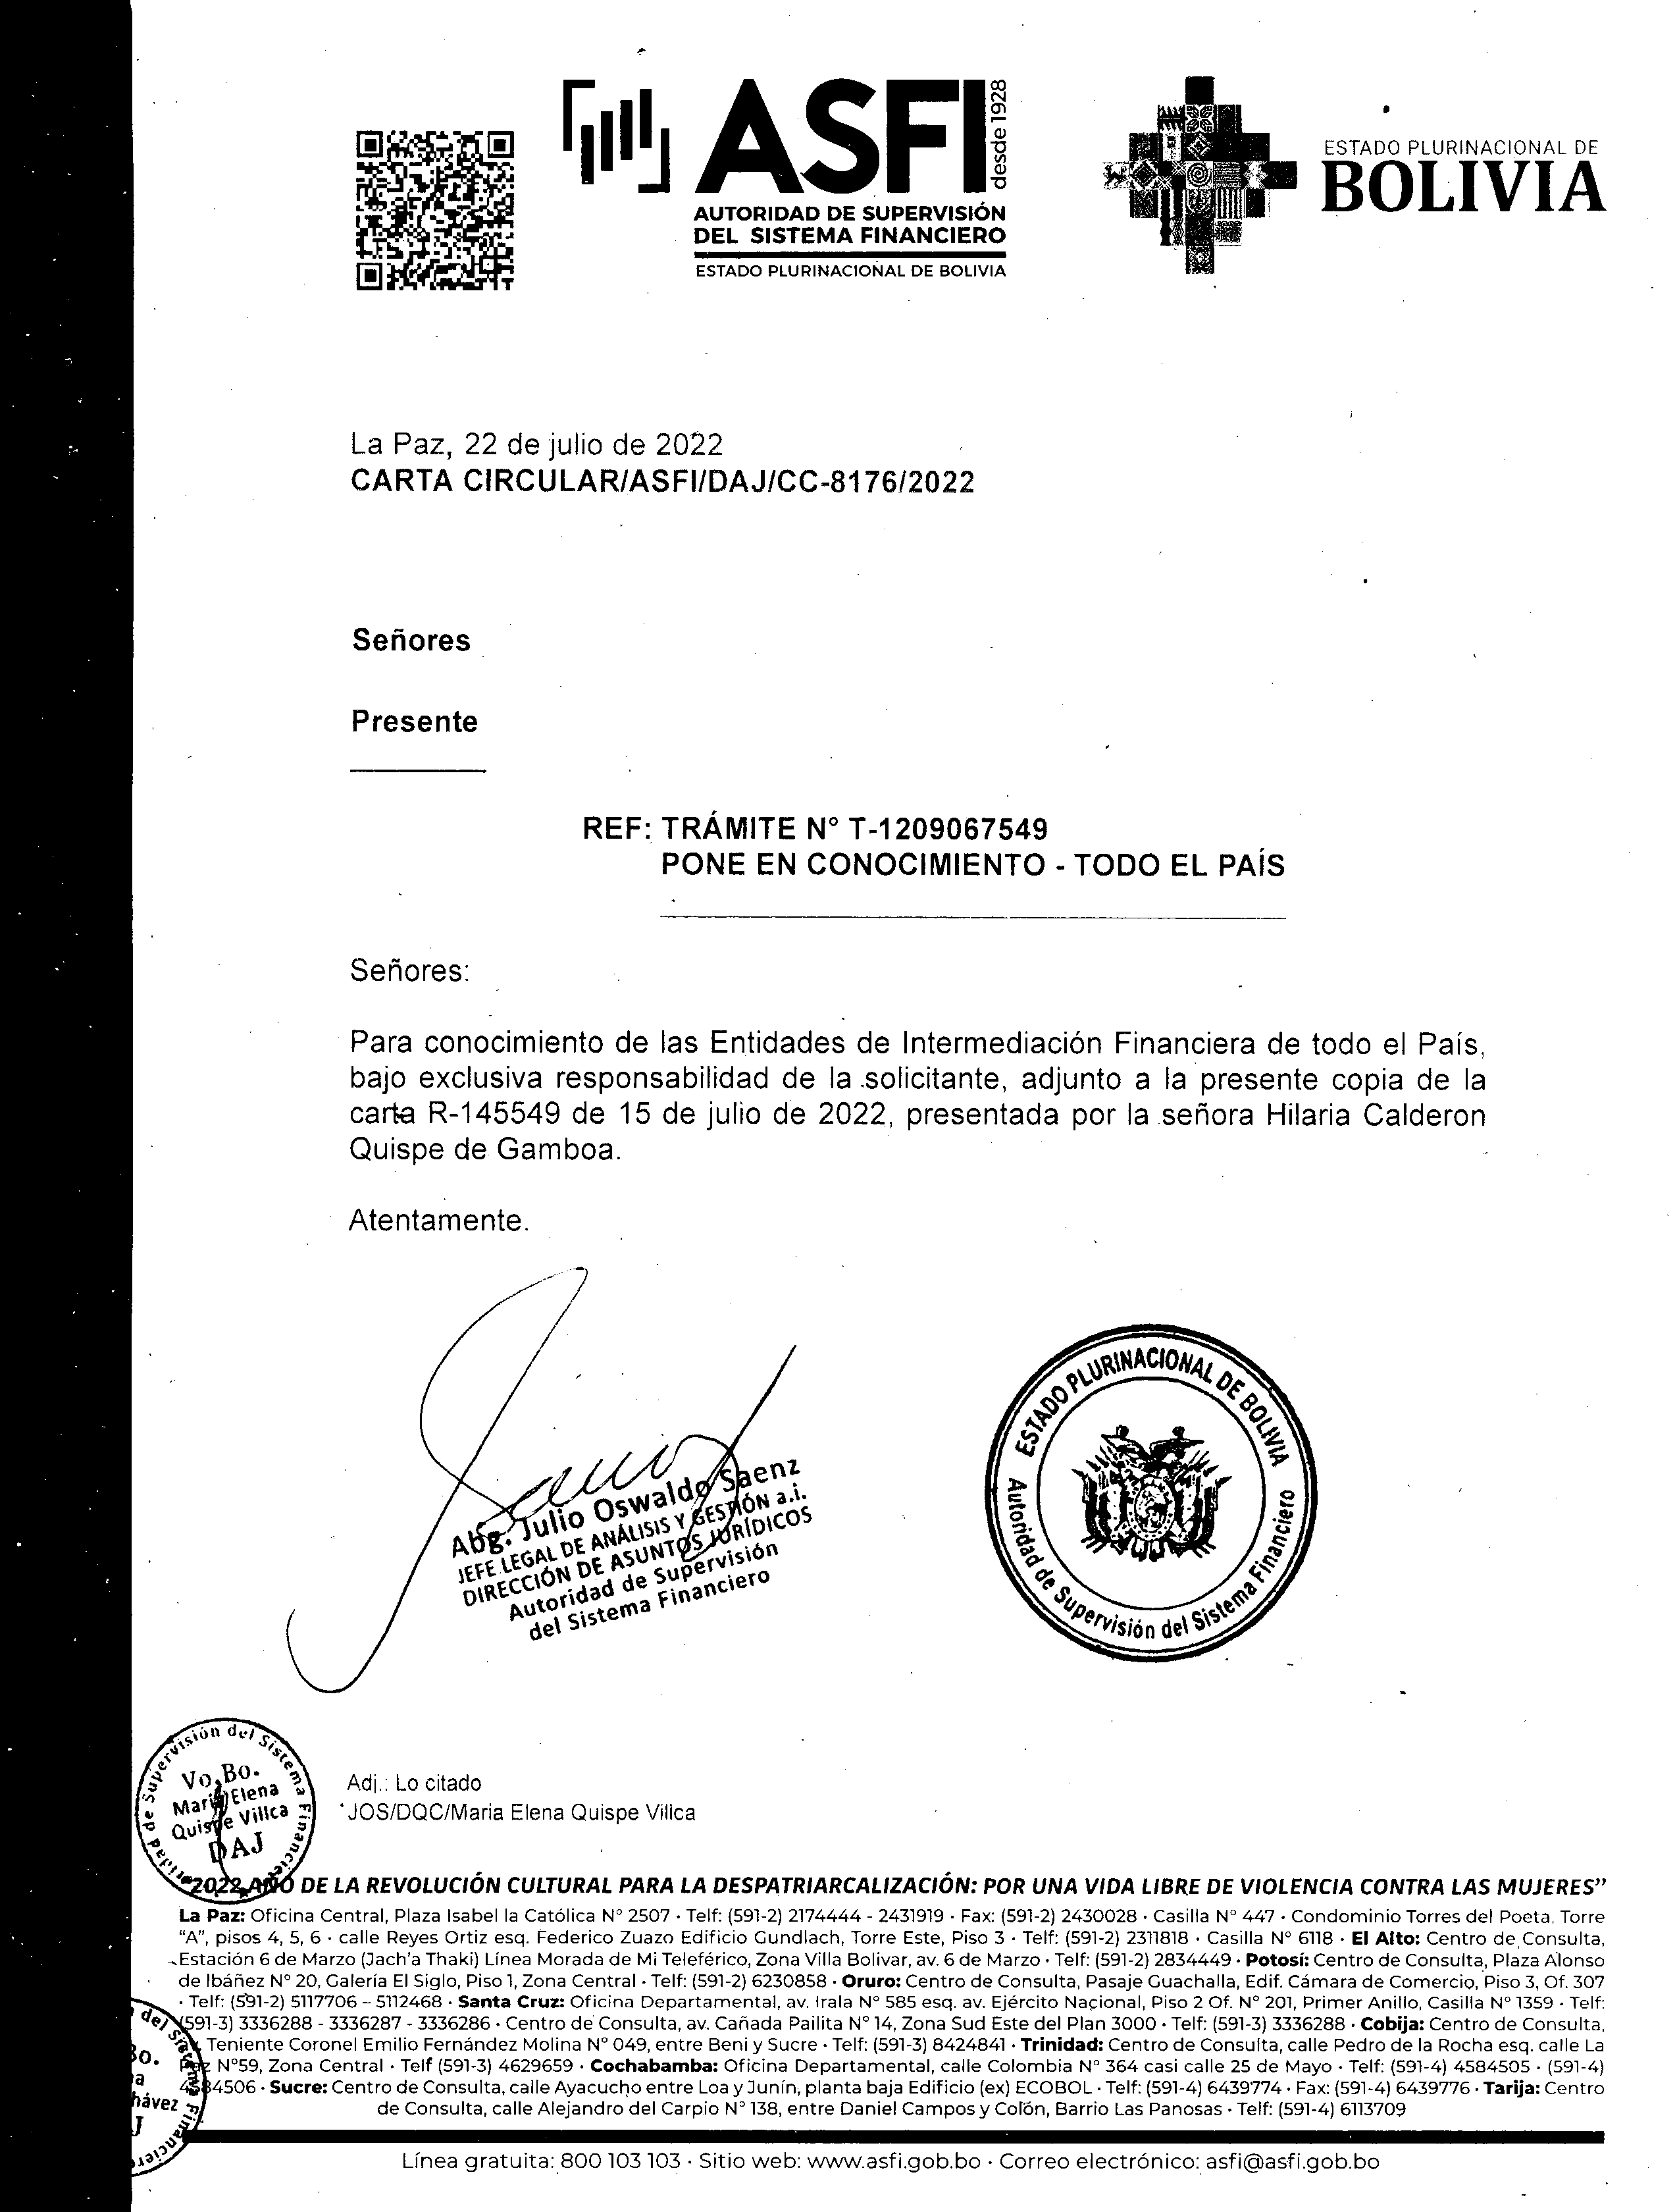 ASFI
desde 1928
AUTORIDAD DE SUPERVISIÓN
DEL SISTEMA FINANCIERO
ESTADO PLURINACIONAL DE BOLIVIA
ESTADO PLURINACIONAL DE
BOLIVIA
La Paz, 22 de julio de 2022
CARTA CIRCULAR/ASFI/DAJ/CC-8176/2022
Señores
Presente
REF: TRÁMITE N° T-1209067549
PONE EN CONOCIMIENTO - TODO EL PAÍS
Señores:
Para conocimiento de las Entidades de Intermediación Financiera de todo el País,
bajo exclusiva responsabilidad de la solicitante, adjunto a la presente copia de la
carta R-145549 de 15 de julio de 2022, presentada por la señora Hilaria Calderon
Quispe de Gamboa.
Atentamente.
Abg. Julio Oswaldo Saenz
JEFE LEGAL DE ANÁLISIS Y GESTIÓN a.i.
DIRECCIÓN DE ASUNTOS JURÍDICOS
Autoridad de Supervisión
del Sistema Financiero
ESTADO PLURINACIONAL DE BOLIVIA
Autoridad de Supervisión del Sistema Financiero
Supervisión del Sistema
Vo.Bo.
Maria Elena
Quispe Villca
DAJ
Adj.: Lo citado
JOS/DQC/Maria Elena Quispe Villca
"2022 AÑO DE LA REVOLUCIÓN CULTURAL PARA LA DESPATRIARCALIZACIÓN: POR UNA VIDA LIBRE DE VIOLENCIA CONTRA LAS MUJERES"
La Paz: Oficina Central, Plaza Isabel la Católica N° 2507 · Telf: (591-2) 2174444 - 2431919 · Fax: (591-2) 2430028 · Casilla N° 447 · Condominio Torres del Poeta, Torre
"A", pisos 4, 5, 6 · calle Reyes Ortiz esq. Federico Zuazo Edificio Gundlach, Torre Este, Piso 3 · Telf: (591-2) 2311818 · Casilla N° 6118 · El Alto: Centro de Consulta,
Estación 6 de Marzo (Jach'a Thaki) Línea Morada de Mi Teleférico, Zona Villa Bolivar, av. 6 de Marzo · Telf: (591-2) 2834449 · Potosí: Centro de Consulta, Plaza Alonso
de Ibáñez N° 20, Galería El Siglo, Piso 1, Zona Central · Telf: (591-2) 6230858 · Oruro: Centro de Consulta, Pasaje Guachalla, Edif. Cámara de Comercio, Piso 3, Of. 307
· Telf: (591-2) 5117706 – 5112468 · Santa Cruz: Oficina Departamental, av. Irala N° 585 esq. av. Ejército Nacional, Piso 2 Of. N° 201, Primer Anillo, Casilla N° 1359 · Telf:
(591-3) 3336288 - 3336287 - 3336286 · Centro de Consulta, av. Cañada Pailita N° 14, Zona Sud Este del Plan 3000 · Telf: (591-3) 3336288 · Cobija: Centro de Consulta,
Teniente Coronel Emilio Fernández Molina N° 049, entre Beni y Sucre · Telf: (591-3) 8424841 · Trinidad: Centro de Consulta, calle Pedro de la Rocha esq. calle La
Paz N°59, Zona Central · Telf (591-3) 4629659 · Cochabamba: Oficina Departamental, calle Colombia N° 364 casi calle 25 de Mayo · Telf: (591-4) 4584505 · (591-4)
4584506 · Sucre: Centro de Consulta, calle Ayacucho entre Loa y Junín, planta baja Edificio (ex) ECOBOL · Telf: (591-4) 6439774 · Fax: (591-4) 6439776 · Tarija: Centro
de Consulta, calle Alejandro del Carpio N° 138, entre Daniel Campos y Colón, Barrio Las Panosas · Telf: (591-4) 6113709
Línea gratuita: 800 103 103 · Sitio web: www.asfi.gob.bo · Correo electrónico: asfi@asfi.gob.bo